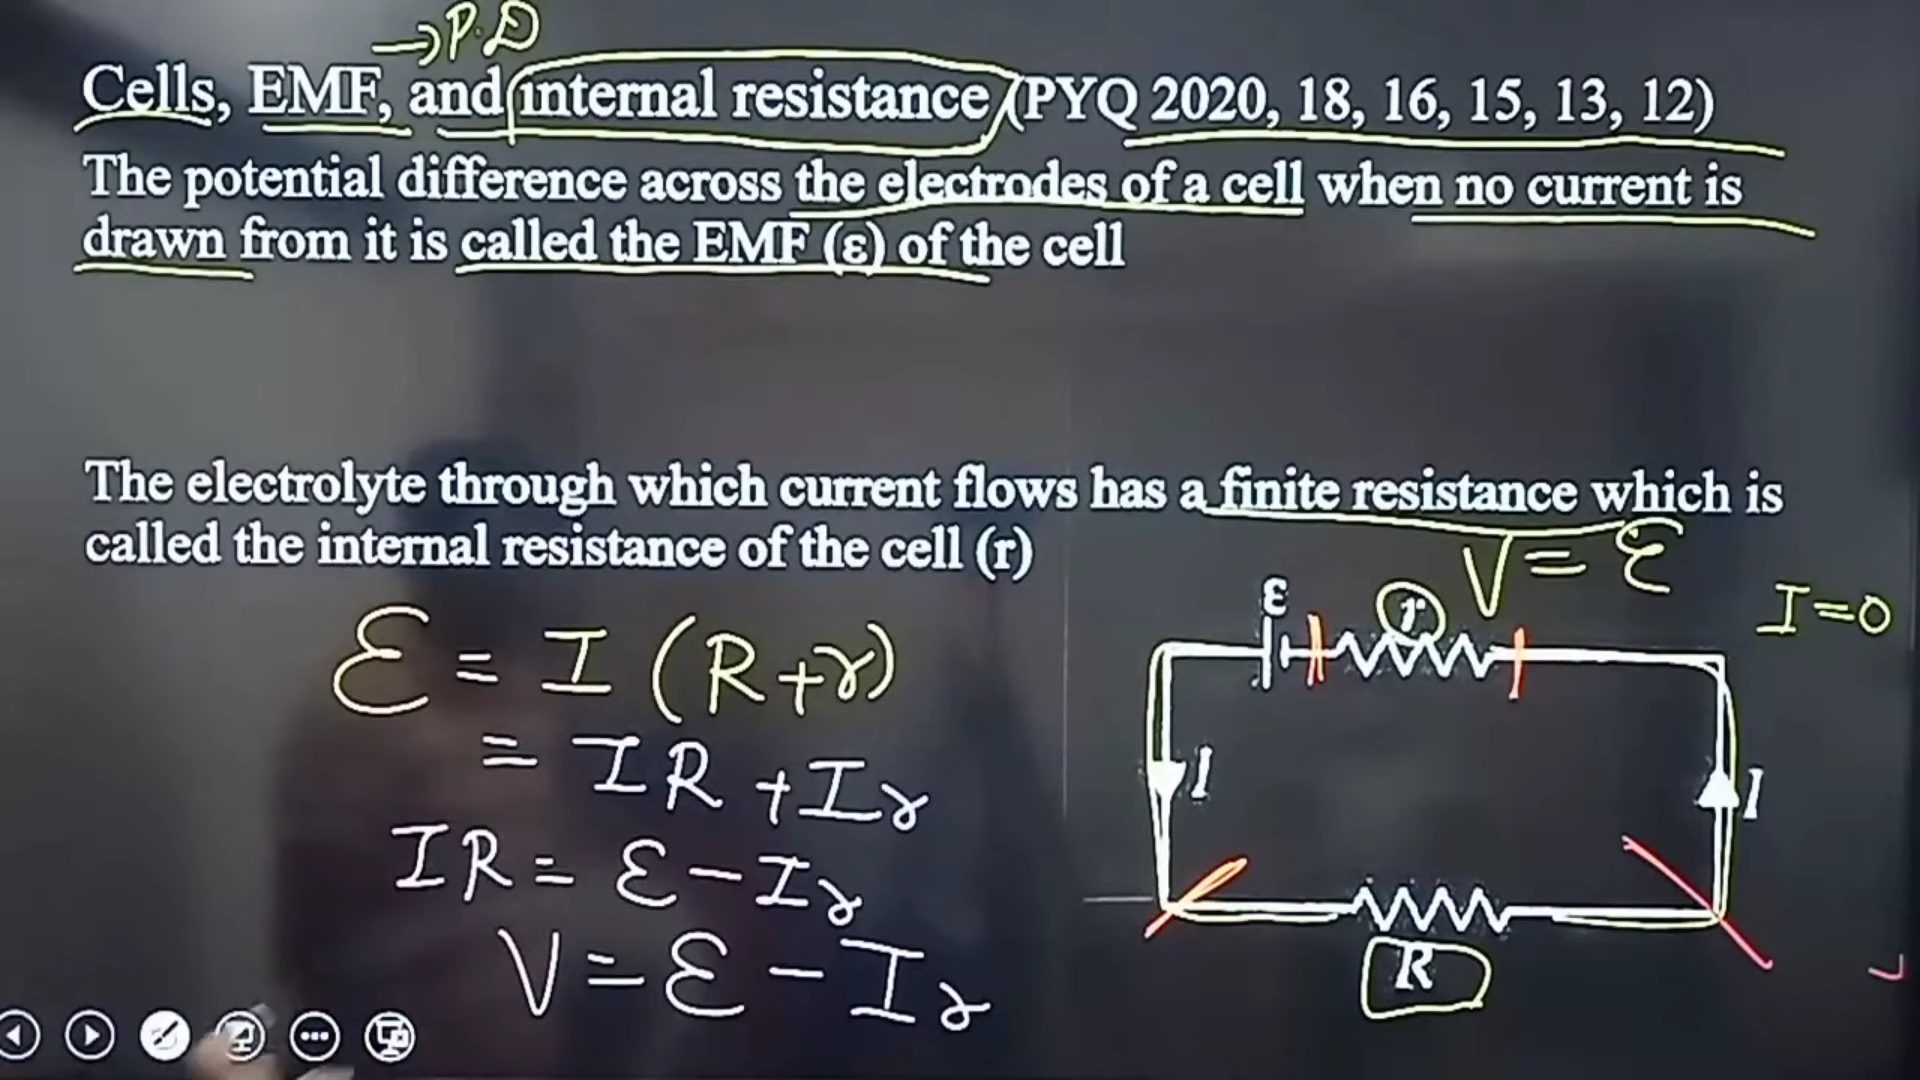 →P.D
Cells, EMF, and internal resistance (PYQ 2020, 18, 16, 15, 13, 12)
The potential difference across the electrodes of a cell when no current is
drawn from it is called the EMF (ε) of the cell
The electrolyte through which current flows has a finite resistance which is
called the internal resistance of the cell (r)
V = ε
I = 0
ε = I (R+r)
= IR + Ir
IR = ε - Ir
V = ε - Ir
ε
r
I
I
R